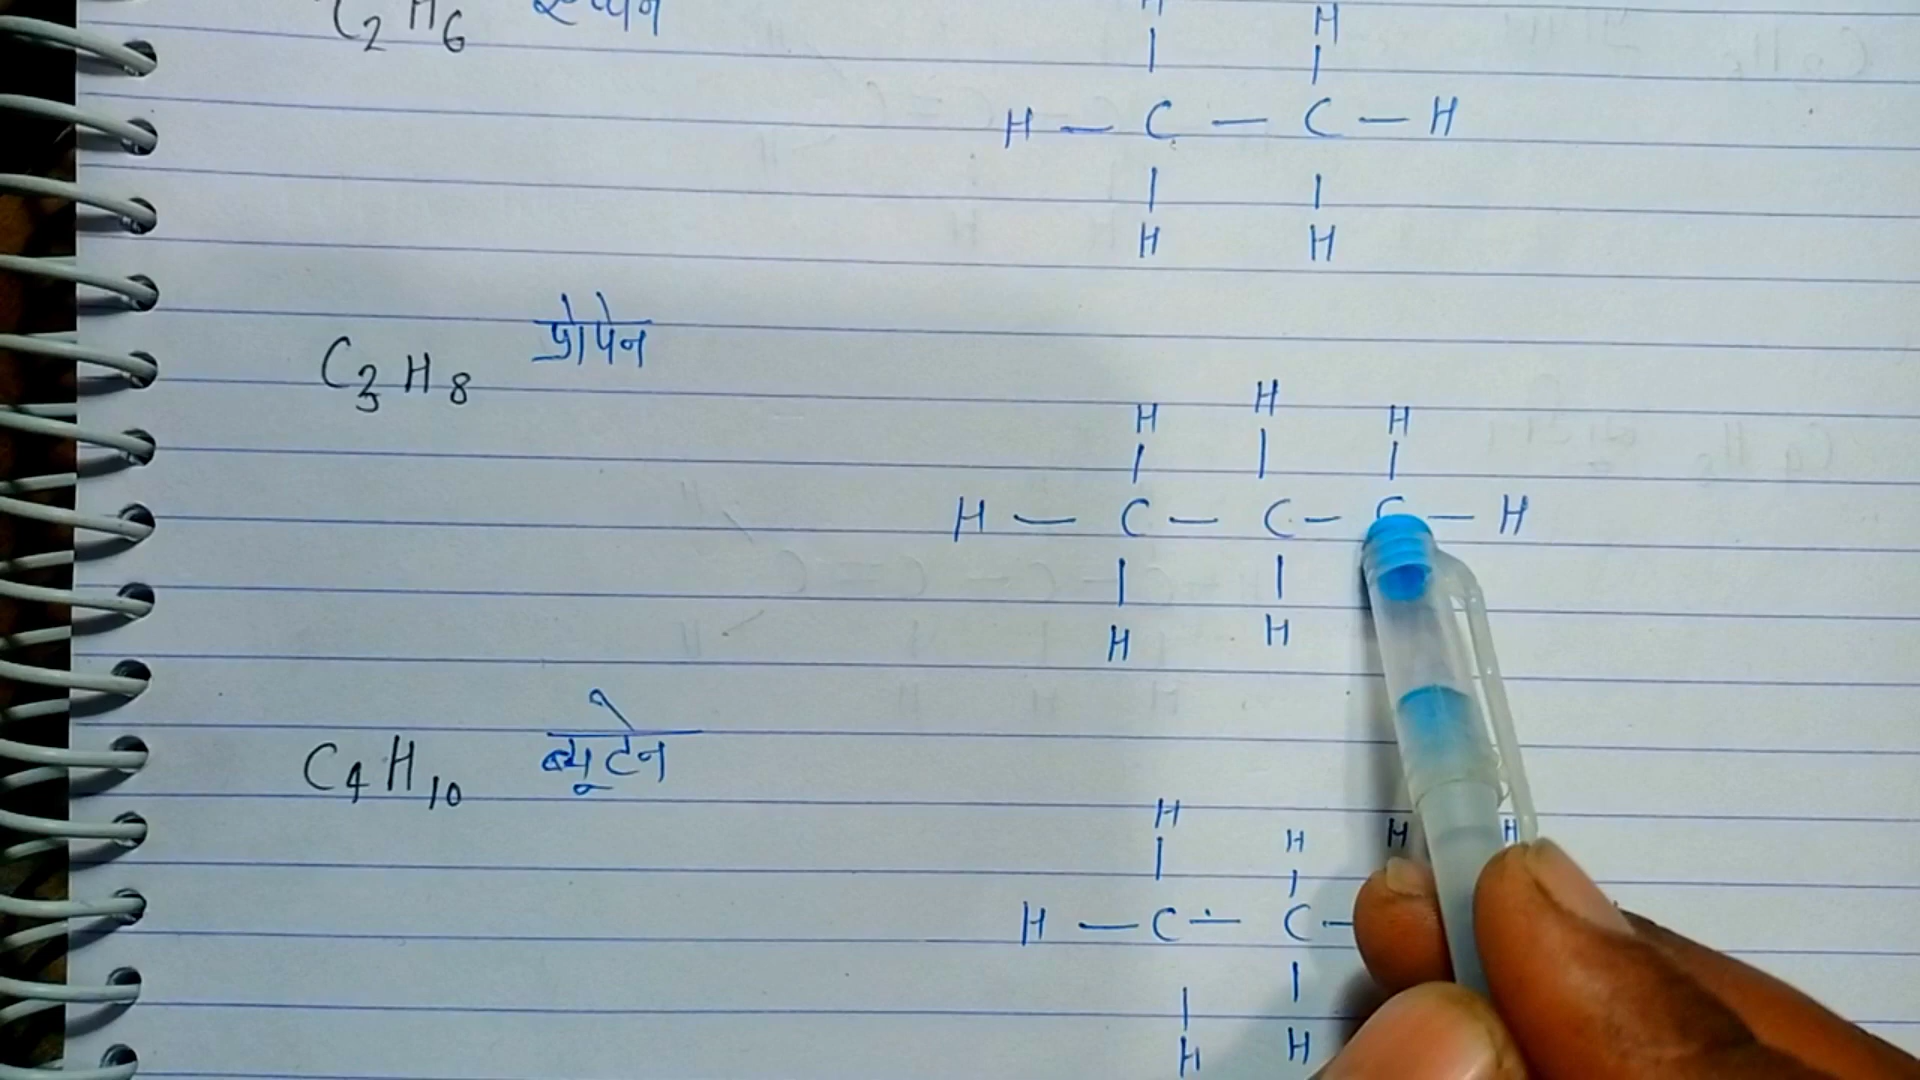 C2H6
H
H — C — C — H
H H
C3H8 प्रोपेन
H H H
H — C — C — C — H
H H
C4H10 ब्यूटेन
H H H H
H — C — C —
H H